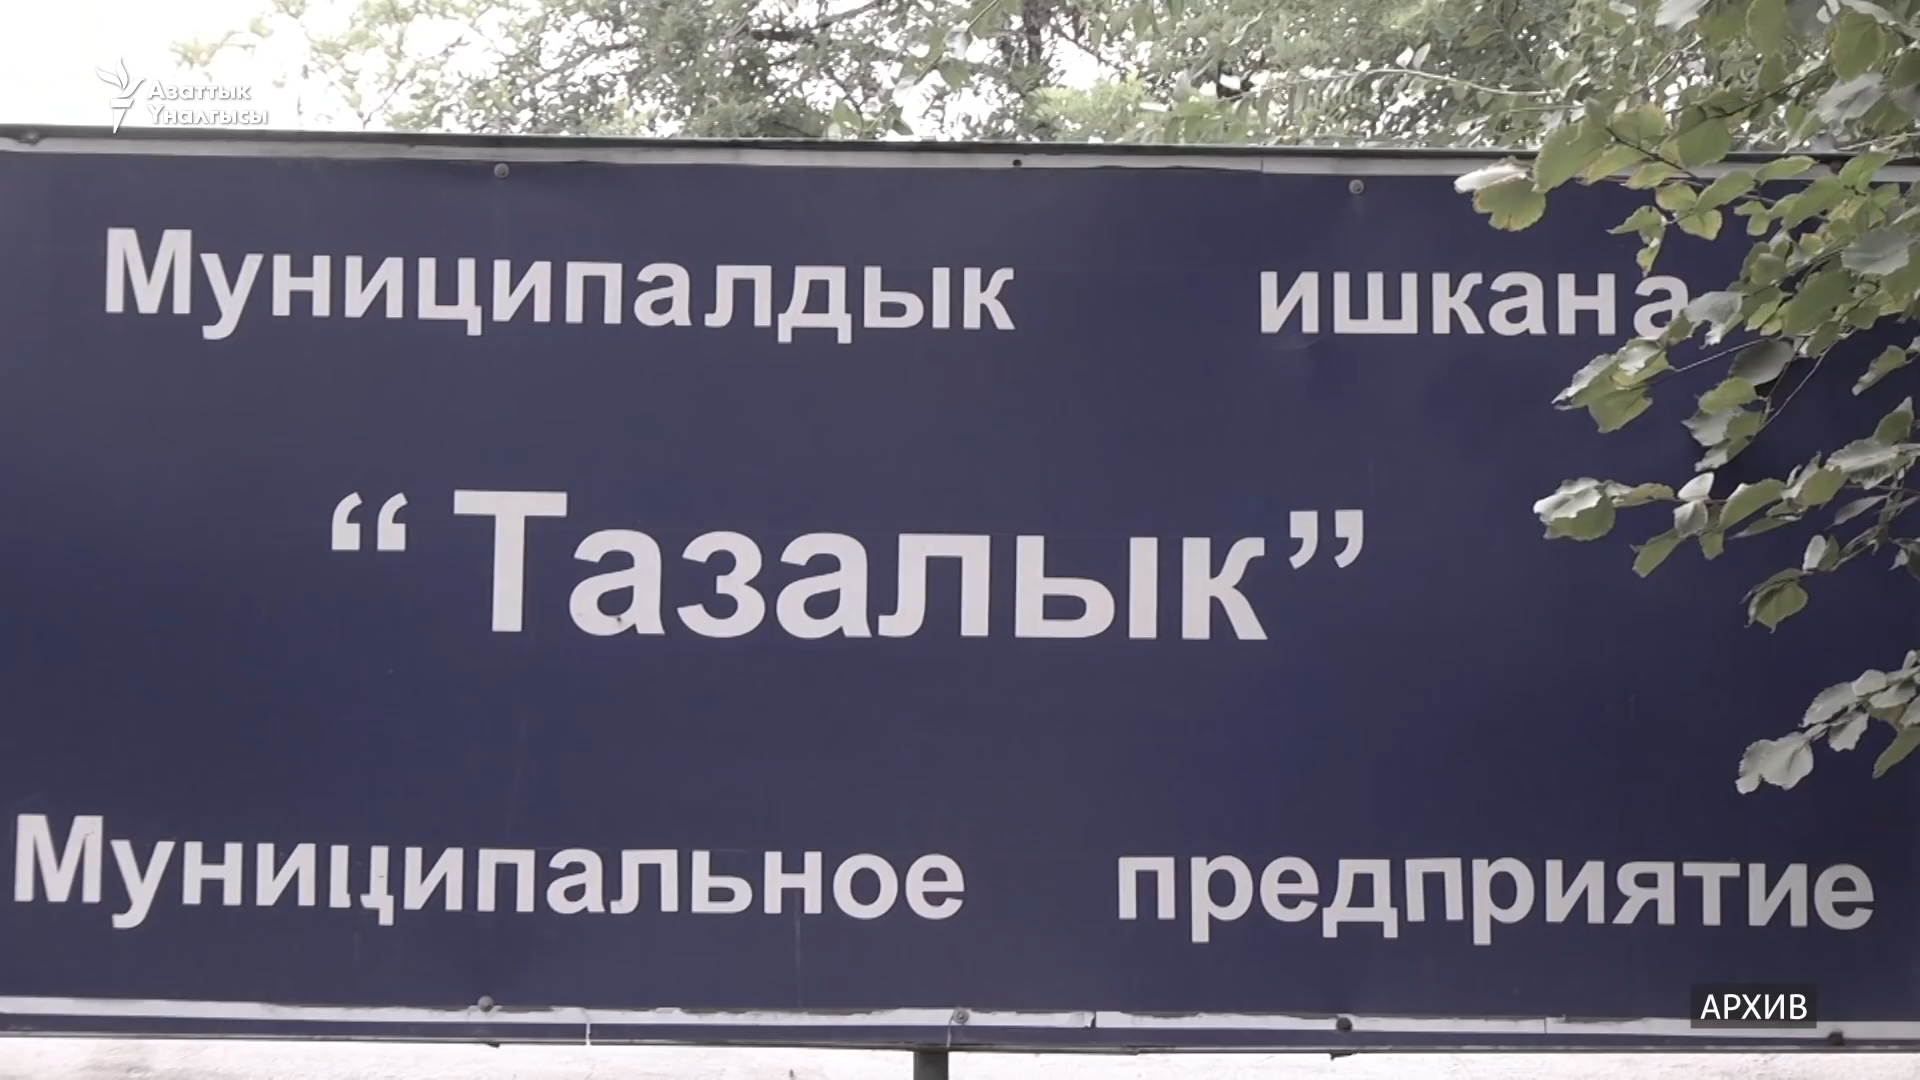 Азаттык
Үналгысы
Муниципалдык ишкана
“Тазалык”
Муниципальное предприятие
АРХИВ